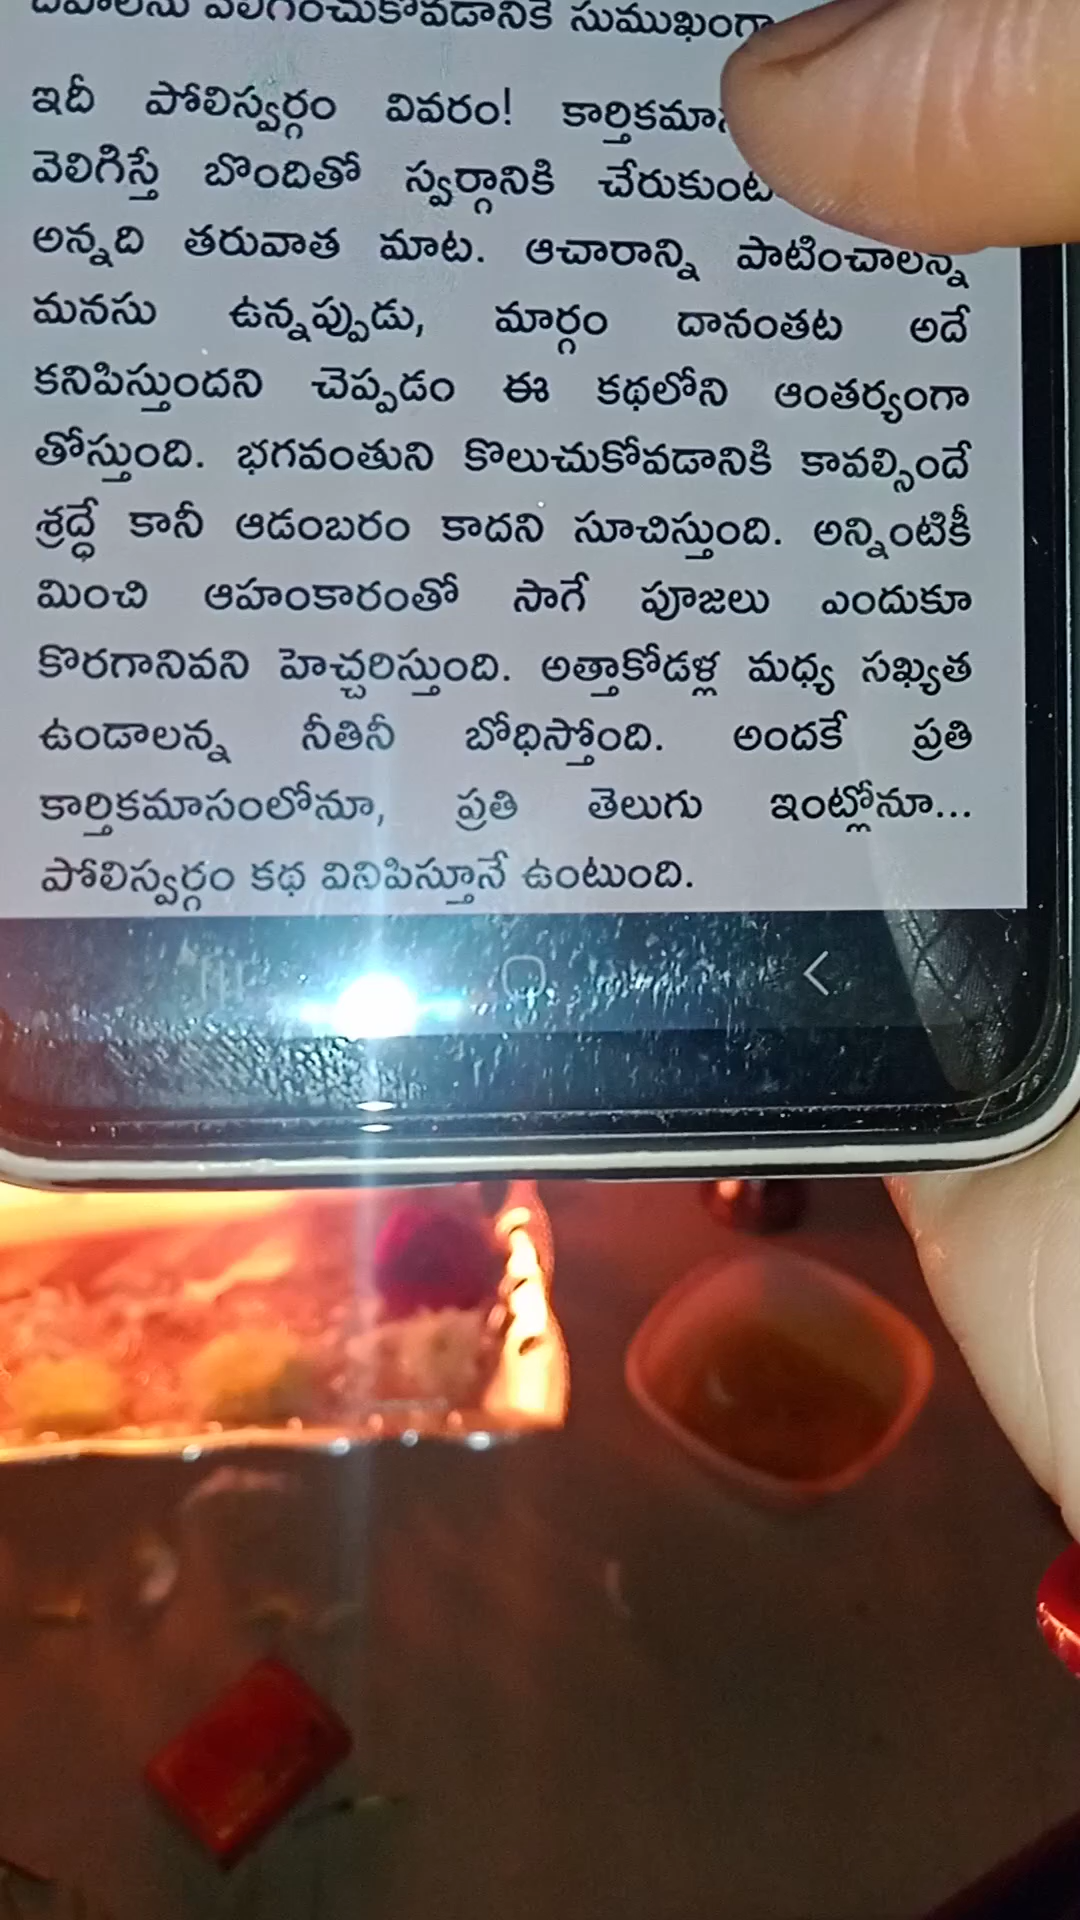 వెలిగించుకోవడానికి సుముఖంగా
ఇదీ పోలిస్వర్గం వివరం!
వెలిగిస్తే బొందితో స్వర్గానికి
అన్నది తరువాత మాట. ఆచారాన్ని పాటించాలన్న
మనసు ఉన్నప్పుడు, మార్గం దానంతట అదే
కనిపిస్తుందని చెప్పడం ఈ కథలోని ఆంతర్యంగా
తోస్తుంది. భగవంతుని కొలుచుకోవడానికి కావల్సిందే
శ్రద్ధే కానీ ఆడంబరం కాదని సూచిస్తుంది. అన్నింటికీ
మించి ఆహంకారంతో సాగే పూజలు ఎందుకూ
కొరగానివని హెచ్చరిస్తుంది. అత్తాకోడళ్ల మధ్య సఖ్యత
ఉండాలన్న నీతినీ బోధిస్తోంది. అందకే ప్రతి
కార్తికమాసంలోనూ, ప్రతి తెలుగు ఇంట్లోనూ...
పోలిస్వర్గం కథ వినిపిస్తూనే ఉంటుంది.